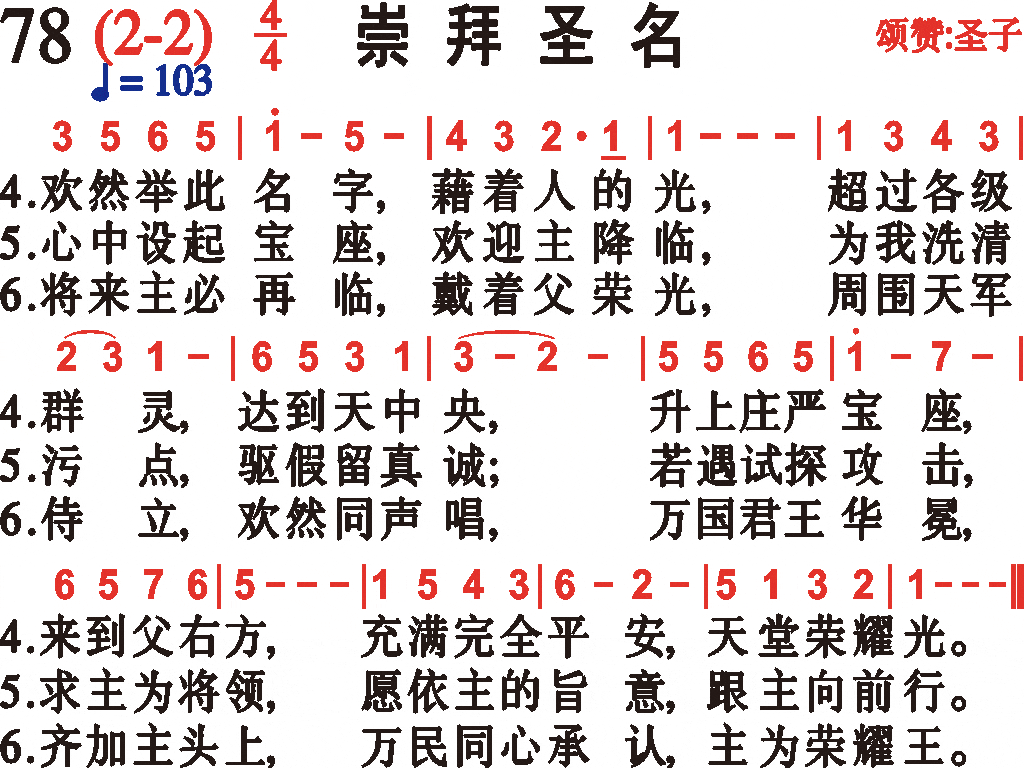 78 (2-2) 4/4 崇拜圣名 颂赞:圣子
♩= 103
3 5 6 5 | i̇ - 5 - | 4 3 2 · 1 | 1 - - - | 1 3 4 3 |
4.欢然举此名字, 藉着人的光, 超过各级
5.心中设起宝座, 欢迎主降临, 为我洗清
6.将来主必再临, 戴着父荣光, 周围天军
2 3 1 - | 6 5 3 1 | 3 - 2 - | 5 5 6 5 | 1̇ - 7 - |
4.群灵, 达到天中央, 升上庄严宝座,
5.污点, 驱假留真诚; 若遇试探攻击,
6.侍立, 欢然同声唱, 万国君王华冕,
6 5 7 6 | 5 - - - | 1 5 4 3 | 6 - 2 - | 5 1 3 2 | 1 - - - ‖
4.来到父右方, 充满完全平安, 天堂荣耀光。
5.求主为将领, 愿依主的旨意, 跟主向前行。
6.齐加主头上, 万民同心承认, 主为荣耀王。